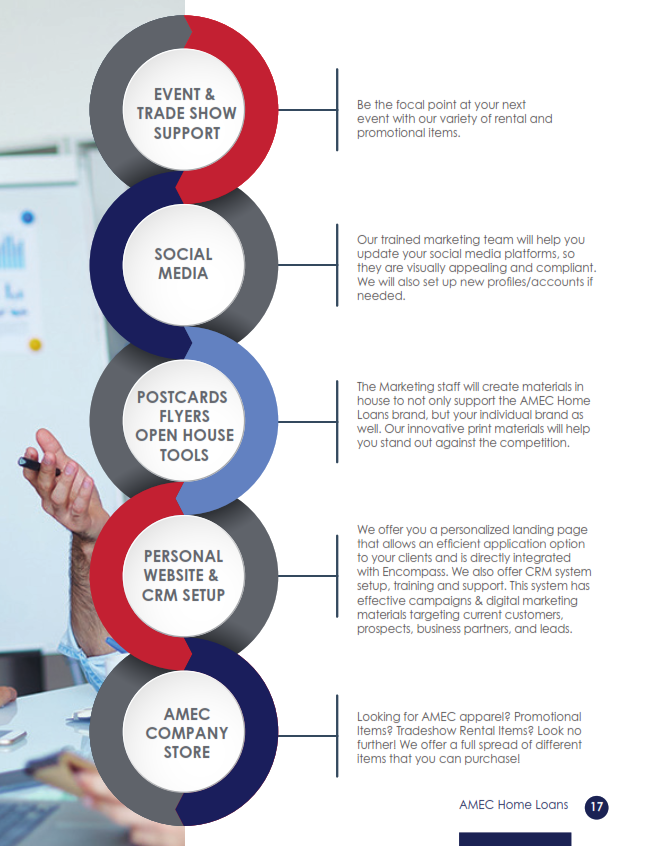 EVENT &
TRADE SHOW
SUPPORT
Be the focal point at your next
event with our variety of rental and
promotional items.
SOCIAL
MEDIA
Our trained marketing team will help you
update your social media platforms, so
they are visually appealing and compliant.
We will also set up new profiles/accounts if
needed.
POSTCARDS
FLYERS
OPEN HOUSE
TOOLS
The Marketing staff will create materials in
house to not only support the AMEC Home
Loans brand, but your individual brand as
well. Our innovative print materials will help
you stand out against the competition.
PERSONAL
WEBSITE &
CRM SETUP
We offer you a personalized landing page
that allows an efficient application option
to your clients and is directly integrated
with Encompass. We also offer CRM system
setup, training and support. This system has
effective campaigns & digital marketing
materials targeting current customers,
prospects, business partners, and leads.
AMEC
COMPANY
STORE
Looking for AMEC apparel? Promotional
Items? Tradeshow Rental Items? Look no
further! We offer a full spread of different
items that you can purchase!
AMEC Home Loans 17